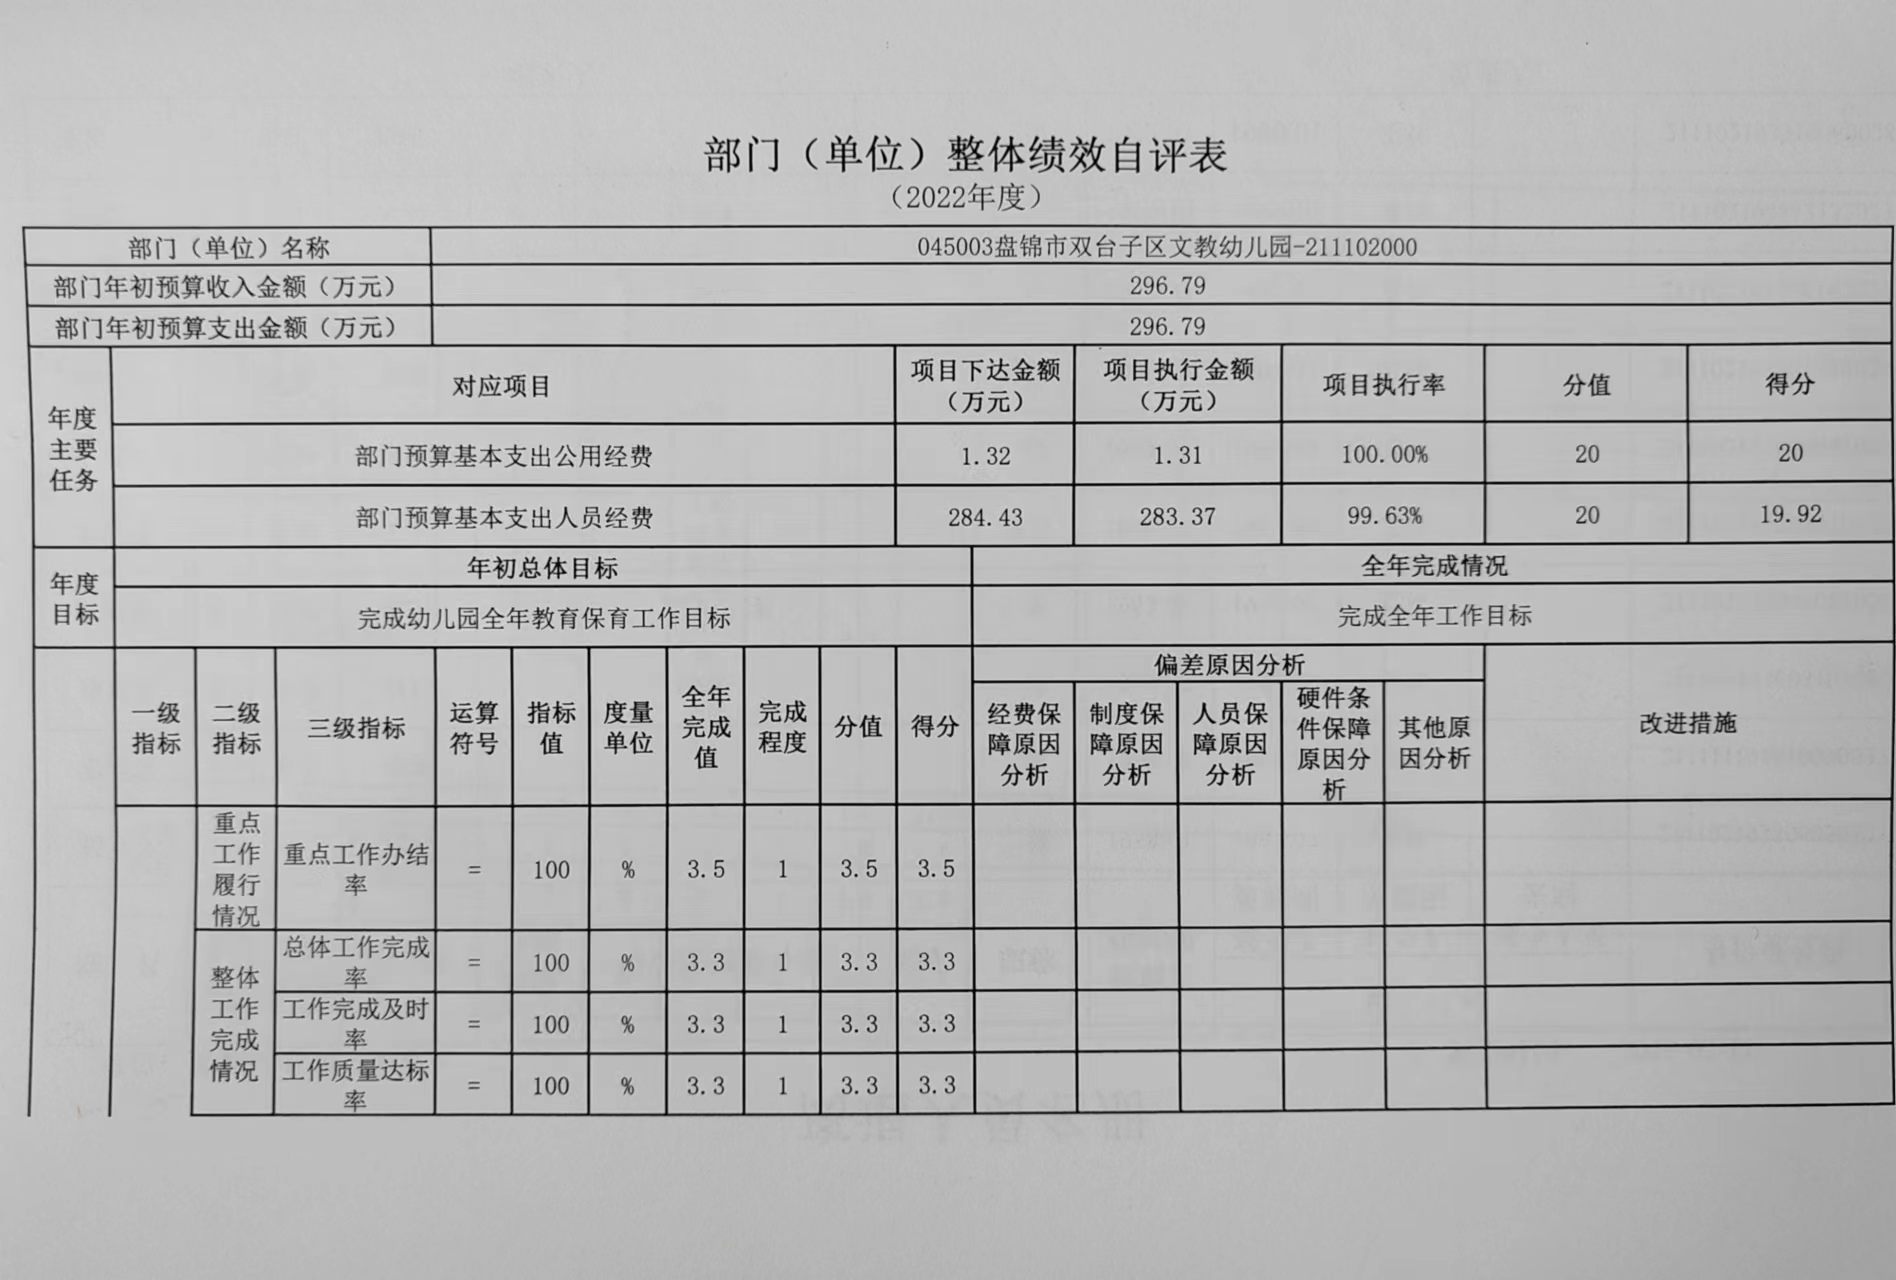 部门（单位）整体绩效自评表
（2022年度）
部门（单位）名称 045003盘锦市双台子区文教幼儿园-211102000
部门年初预算收入金额（万元） 296.79
部门年初预算支出金额（万元） 296.79
年度主要任务 对应项目 项目下达金额（万元） 项目执行金额（万元） 项目执行率 分值 得分
部门预算基本支出公用经费 1.32 1.31 100.00% 20 20
部门预算基本支出人员经费 284.43 283.37 99.63% 20 19.92
年度目标 年初总体目标 全年完成情况
完成幼儿园全年教育保育工作目标 完成全年工作目标
一级指标 二级指标 三级指标 运算符号 指标值 度量单位 全年完成值 完成程度 分值 得分 偏差原因分析 改进措施
经费保障原因分析 制度保障原因分析 人员保障原因分析 硬件条件保障原因分析 其他原因分析
重点工作履行情况 重点工作办结率 = 100 % 3.5 1 3.5 3.5
整体工作完成情况 总体工作完成率 = 100 % 3.3 1 3.3 3.3
工作完成及时率 = 100 % 3.3 1 3.3 3.3
工作质量达标率 = 100 % 3.3 1 3.3 3.3